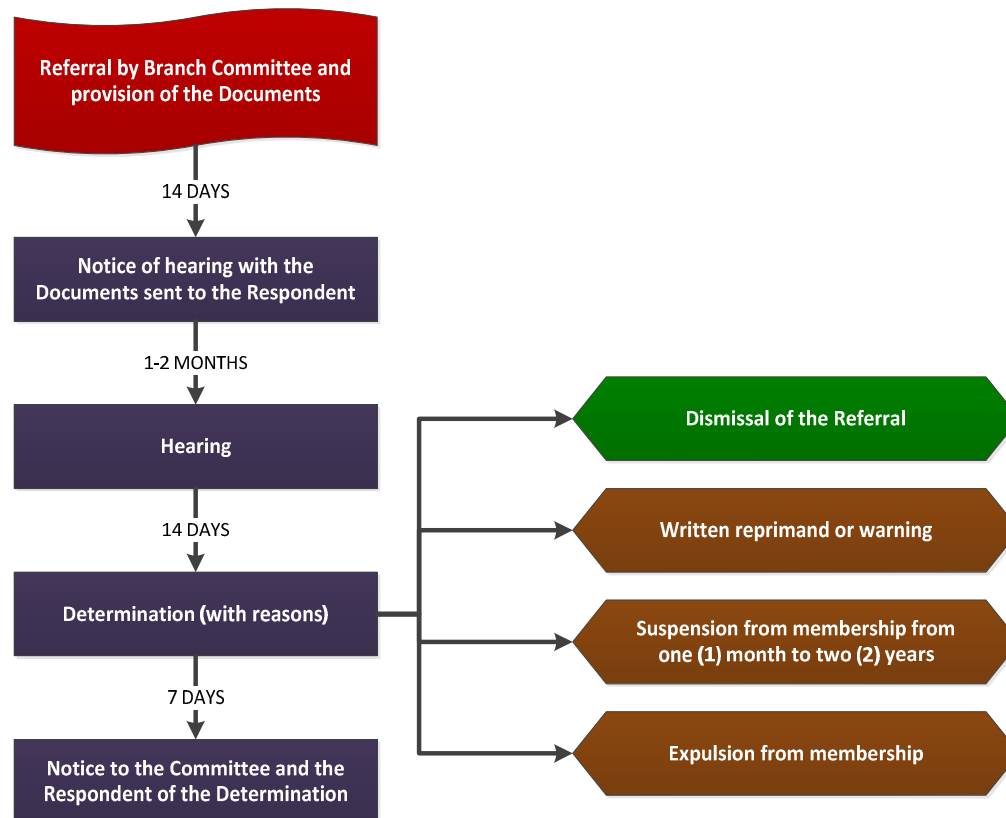 Referral by Branch Committee and
provision of the Documents
14 DAYS
Notice of hearing with the
Documents sent to the Respondent
1-2 MONTHS
Hearing
14 DAYS
Determination (with reasons)
7 DAYS
Notice to the Committee and the
Respondent of the Determination
Dismissal of the Referral
Written reprimand or warning
Suspension from membership from
one (1) month to two (2) years
Expulsion from membership